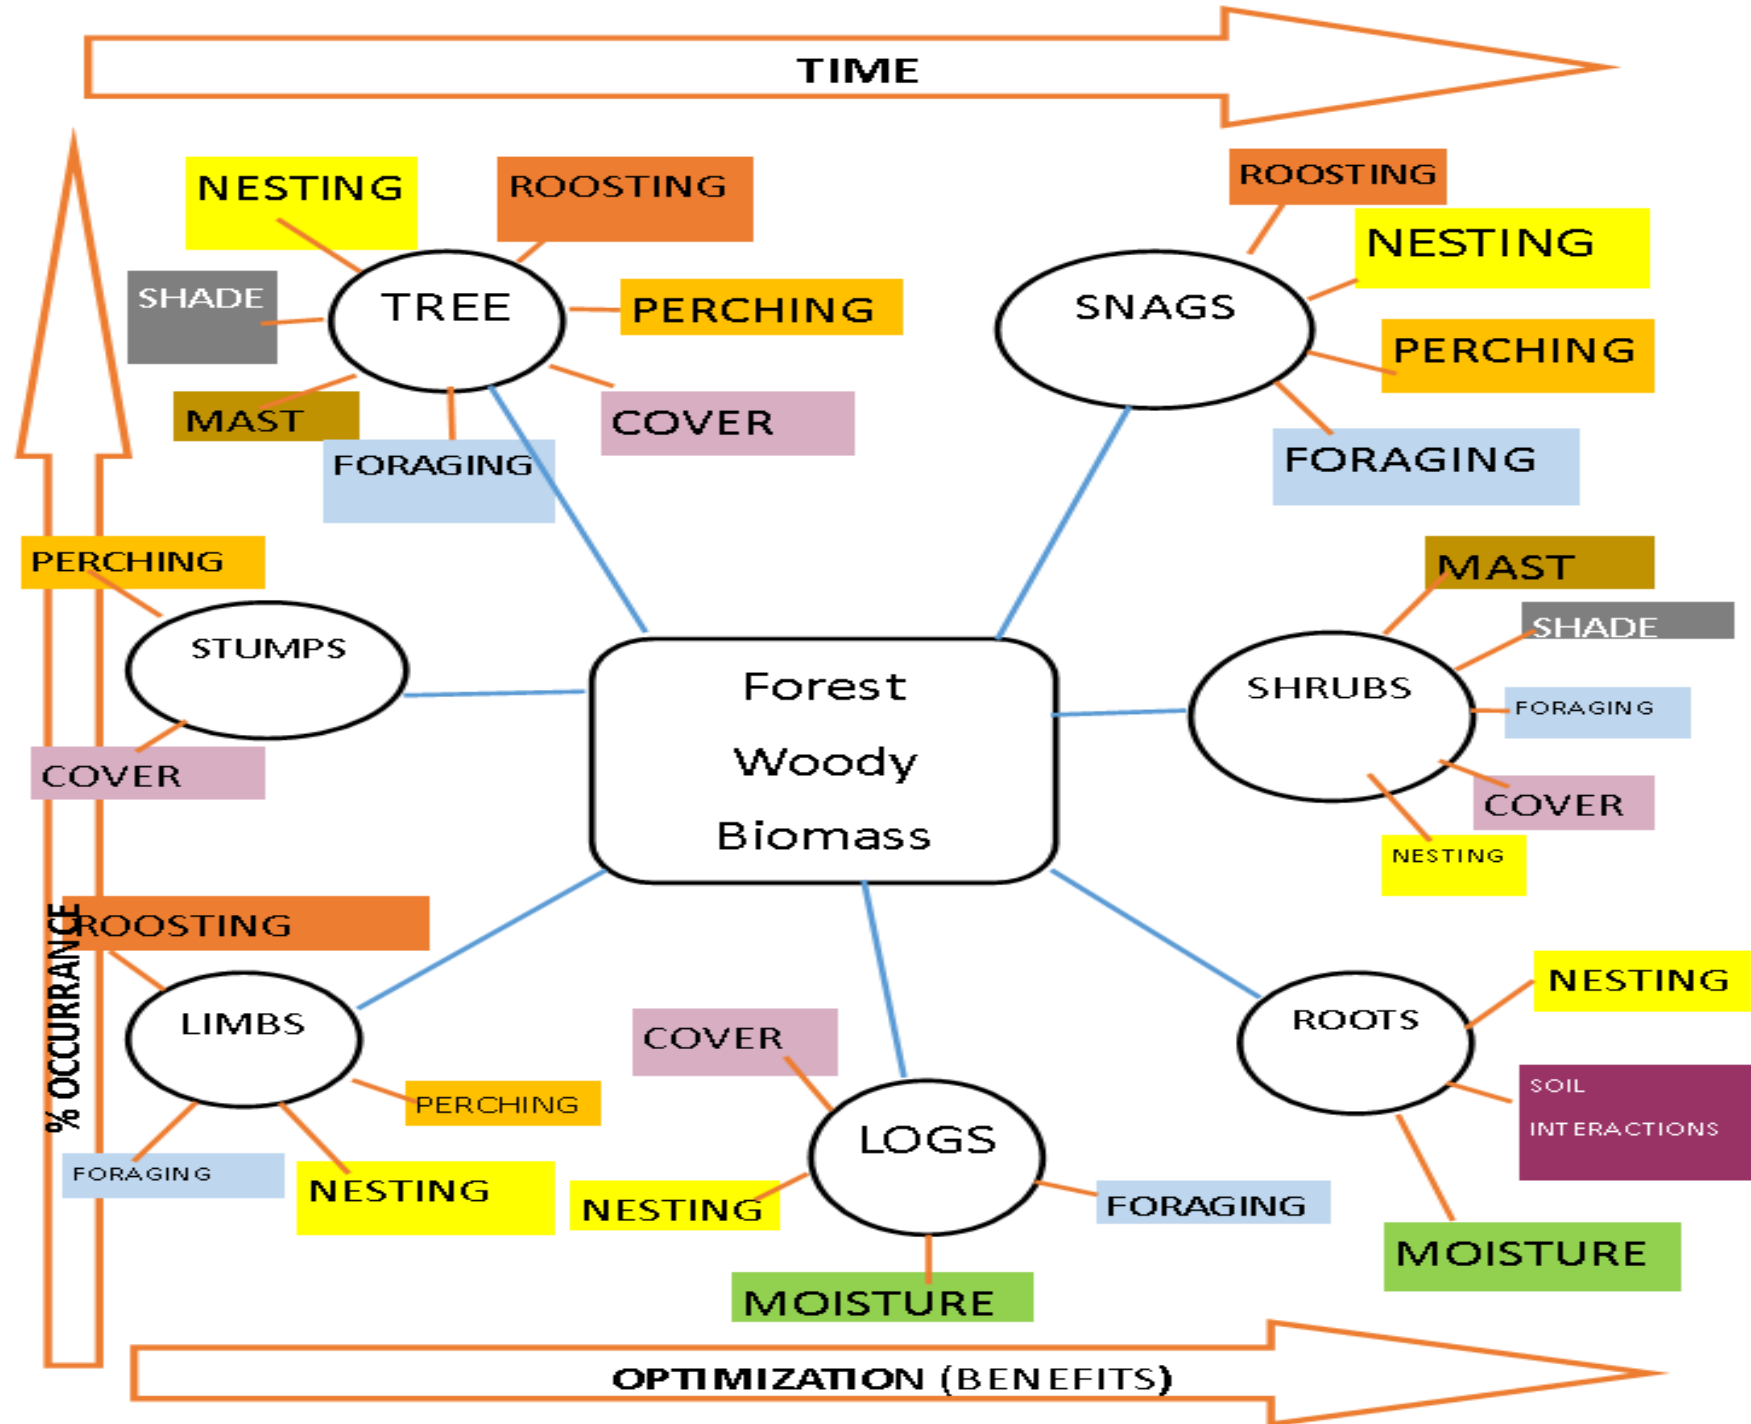 TIME
NESTING
ROOSTING
SHADE
TREE
PERCHING
MAST
COVER
FORAGING
ROOSTING
NESTING
SNAGS
PERCHING
FORAGING
PERCHING
STUMPS
COVER
Forest
Woody
Biomass
MAST
SHADE
SHRUBS
FORAGING
COVER
NESTING
% OCCURRANCE
ROOSTING
LIMBS
PERCHING
FORAGING
NESTING
COVER
LOGS
NESTING
FORAGING
MOISTURE
NESTING
ROOTS
SOIL
INTERACTIONS
MOISTURE
OPTIMIZATION (BENEFITS)